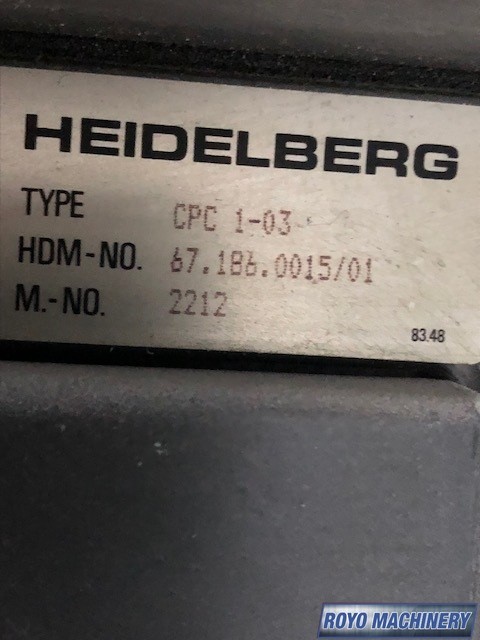 HEIDELBERG
TYPE CPC 1-03
HDM-NO. 67.186.0015/01
M.-NO. 2212
83.48
ROYO MACHINERY